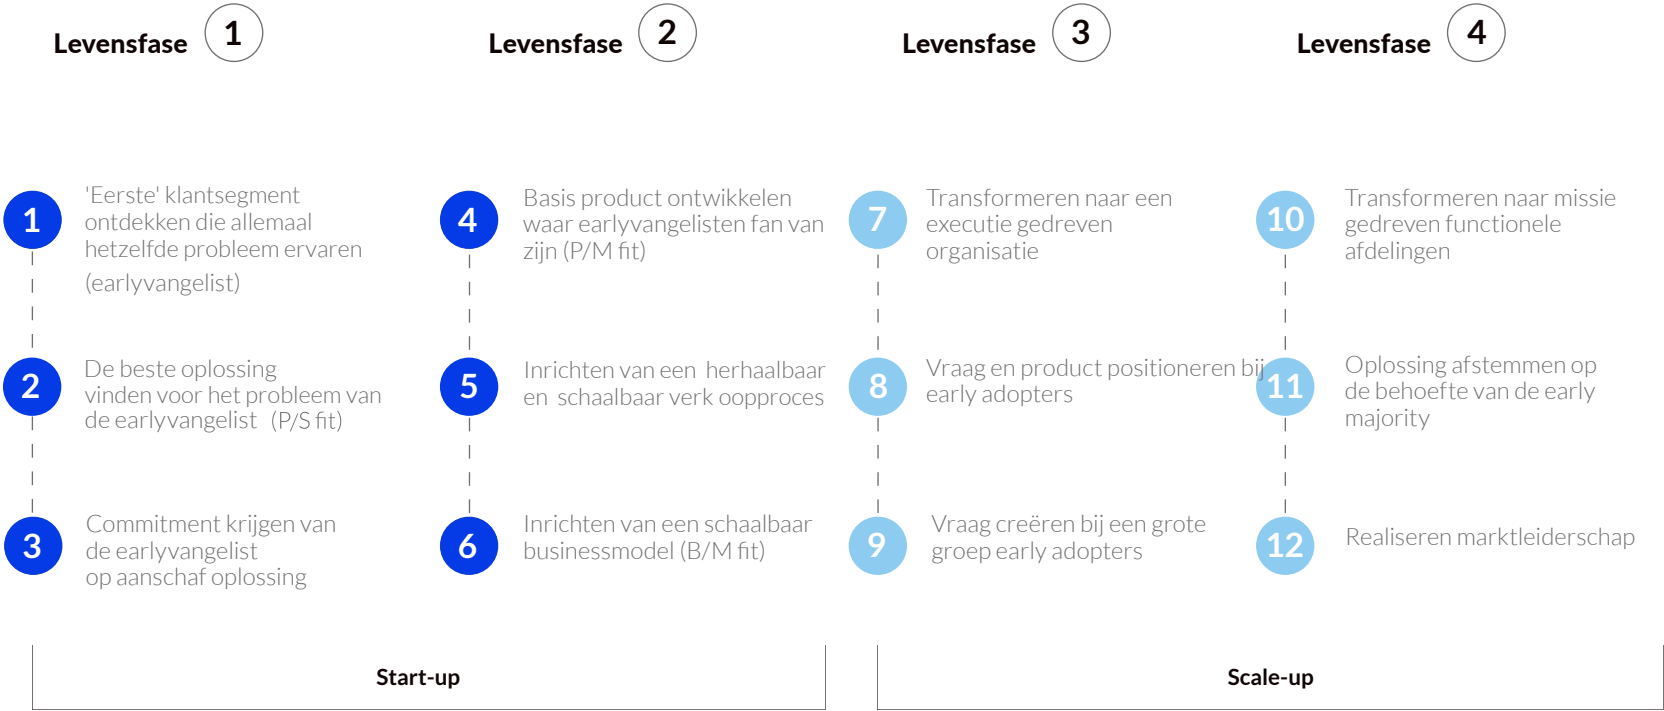 Levensfase 1
Levensfase 2
Levensfase 3
Levensfase 4
1
'Eerste' klantsegment
ontdekken die allemaal
hetzelfde probleem ervaren
(earlyvangelist)
2
De beste oplossing
vinden voor het probleem van
de earlyvangelist (P/S fit)
3
Commitment krijgen van
de earlyvangelist
op aanschaf oplossing
4
Basis product ontwikkelen
waar earlyvangelisten fan van
zijn (P/M fit)
5
Inrichten van een herhaalbaar
en schaalbaar verk oopproces
6
Inrichten van een schaalbaar
businessmodel (B/M fit)
7
Transformeren naar een
executie gedreven
organisatie
8
Vraag en product positioneren bij
early adopters
9
Vraag creëren bij een grote
groep early adopters
10
Transformeren naar missie
gedreven functionele
afdelingen
11
Oplossing afstemmen op
de behoefte van de early
majority
12
Realiseren marktleiderschap
Start-up
Scale-up